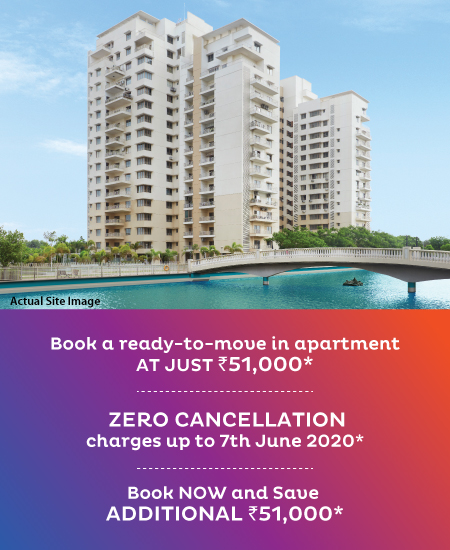 Actual Site Image
Book a ready-to-move in apartment
AT JUST ₹51,000*
ZERO CANCELLATION
charges up to 7th June 2020*
Book NOW and Save
ADDITIONAL ₹51,000*